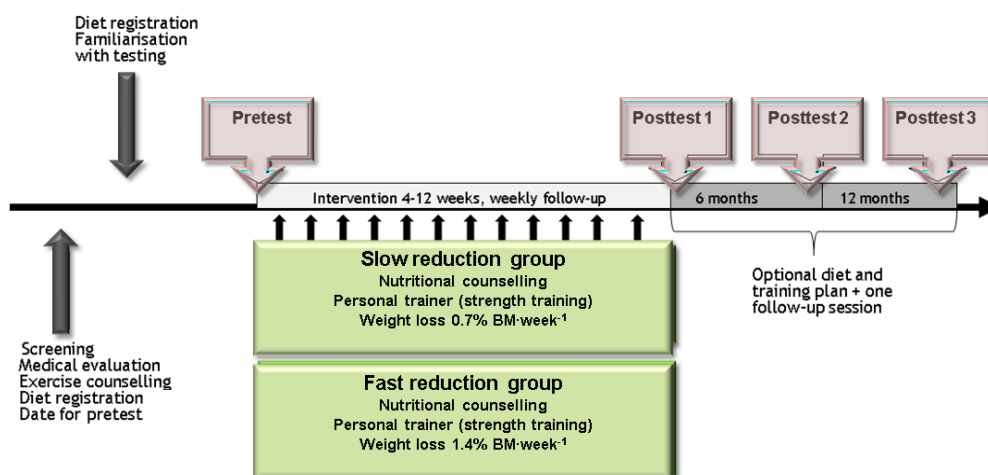 Diet registration
Familiarisation
with testing
Pretest
Posttest 1
Posttest 2
Posttest 3
Intervention 4-12 weeks, weekly follow-up
6 months
12 months
Slow reduction group
Nutritional counselling
Personal trainer (strength training)
Weight loss 0.7% BM·week⁻¹
Optional diet and
training plan + one
follow-up session
Screening
Medical evaluation
Exercise counselling
Diet registration
Date for pretest
Fast reduction group
Nutritional counselling
Personal trainer (strength training)
Weight loss 1.4% BM·week⁻¹